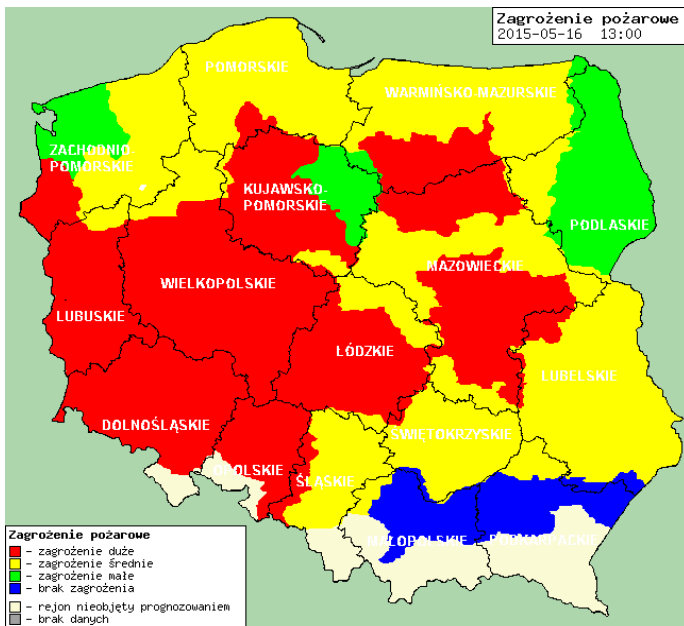 Zagrożenie pożarowe
2015-05-16 13:00
POMORSKIE
WARMIŃSKO-MAZURSKIE
ZACHODNIO-
POMORSKIE
KUJAWSKO-
POMORSKIE
PODLASKIE
MAZOWIECKIE
WIELKOPOLSKIE
LUBUSKIE
ŁÓDZKIE
LUBELSKIE
DOLNOŚLĄSKIE
ŚWIĘTOKRZYSKIE
OPOLSKIE
ŚLĄSKIE
MAŁOPOLSKIE
PODKARPACKIE
Zagrożenie pożarowe
– zagrożenie duże
– zagrożenie średnie
– zagrożenie małe
– brak zagrożenia
– rejon nieobjęty prognozowaniem
– brak danych